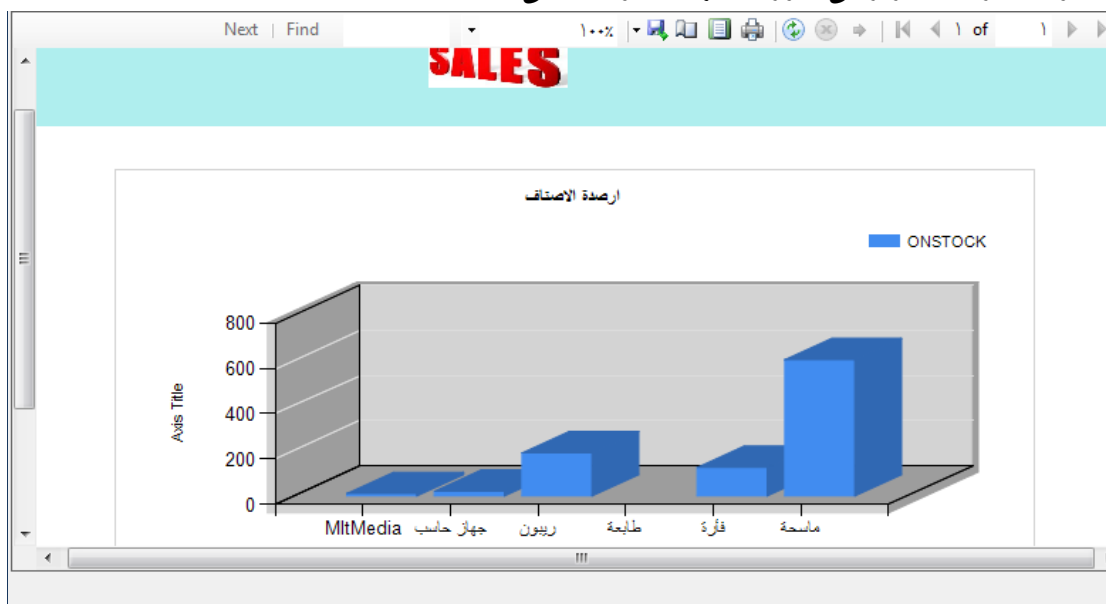 Next | Find
١٠٠%
١ of ١
SALES
ارصدة الاصناف
ONSTOCK
800
600
400
200
0
Axis Title
MltMedia جهاز حاسب ريبون طابعة فأرة ماسحة